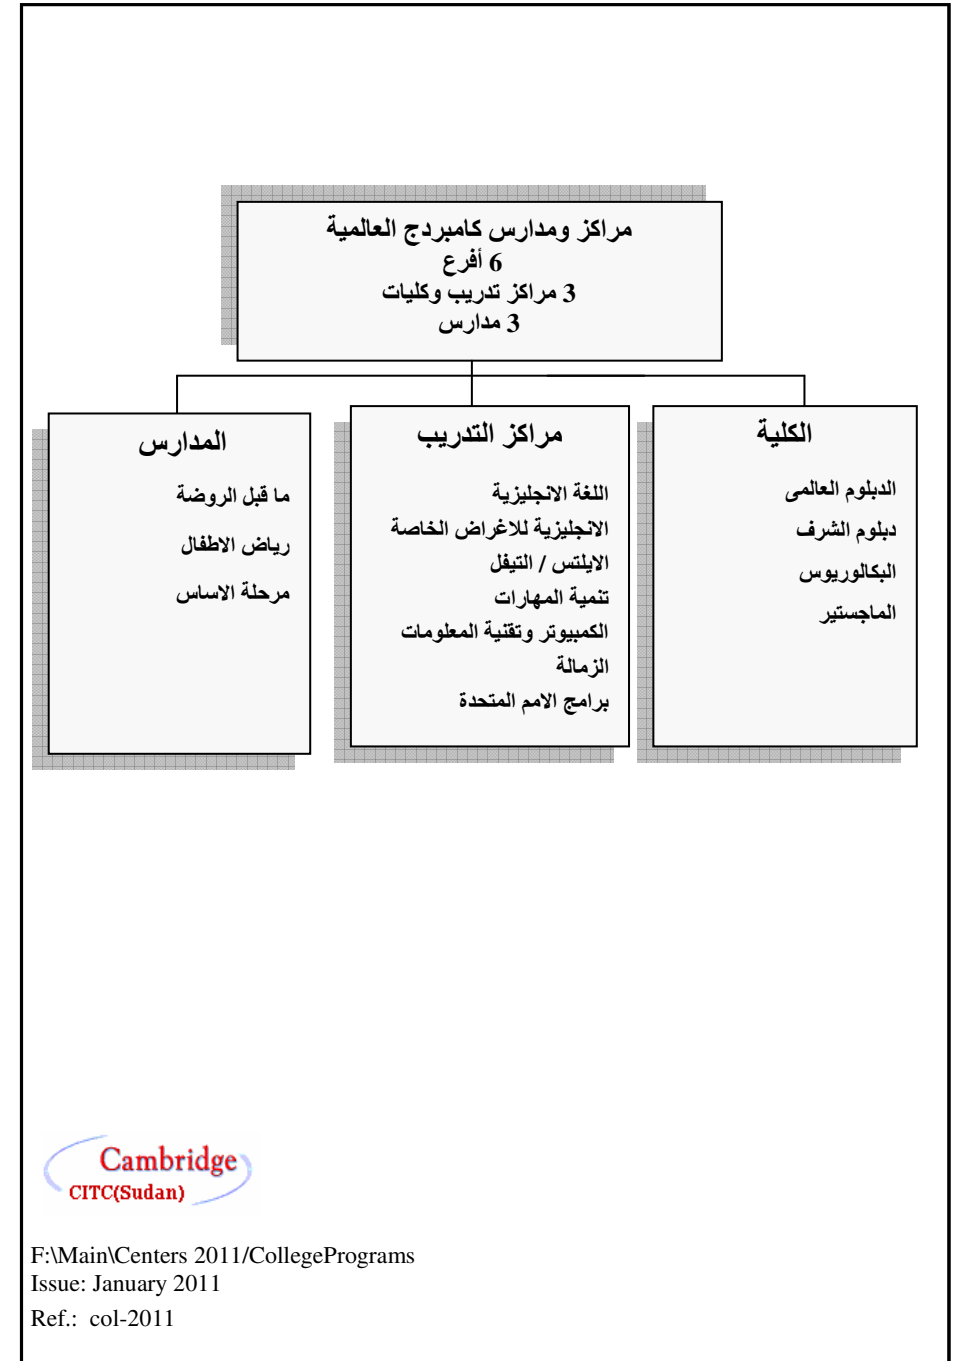 مراكز ومدارس كامبردج العالمية
6 أفرع
3 مراكز تدريب وكليات
3 مدارس
الكلية
الدبلوم العالمى
دبلوم الشرف
البكالوريوس
الماجستير
مراكز التدريب
اللغة الانجليزية
الانجليزية للاغراض الخاصة
الايلتس / التيفل
تنمية المهارات
الكمبيوتر وتقنية المعلومات
الزمالة
برامج الامم المتحدة
المدارس
ما قبل الروضة
رياض الاطفال
مرحلة الاساس
Cambridge
CITC(Sudan)
F:\Main\Centers 2011/CollegePrograms
Issue: January 2011
Ref.: col-2011